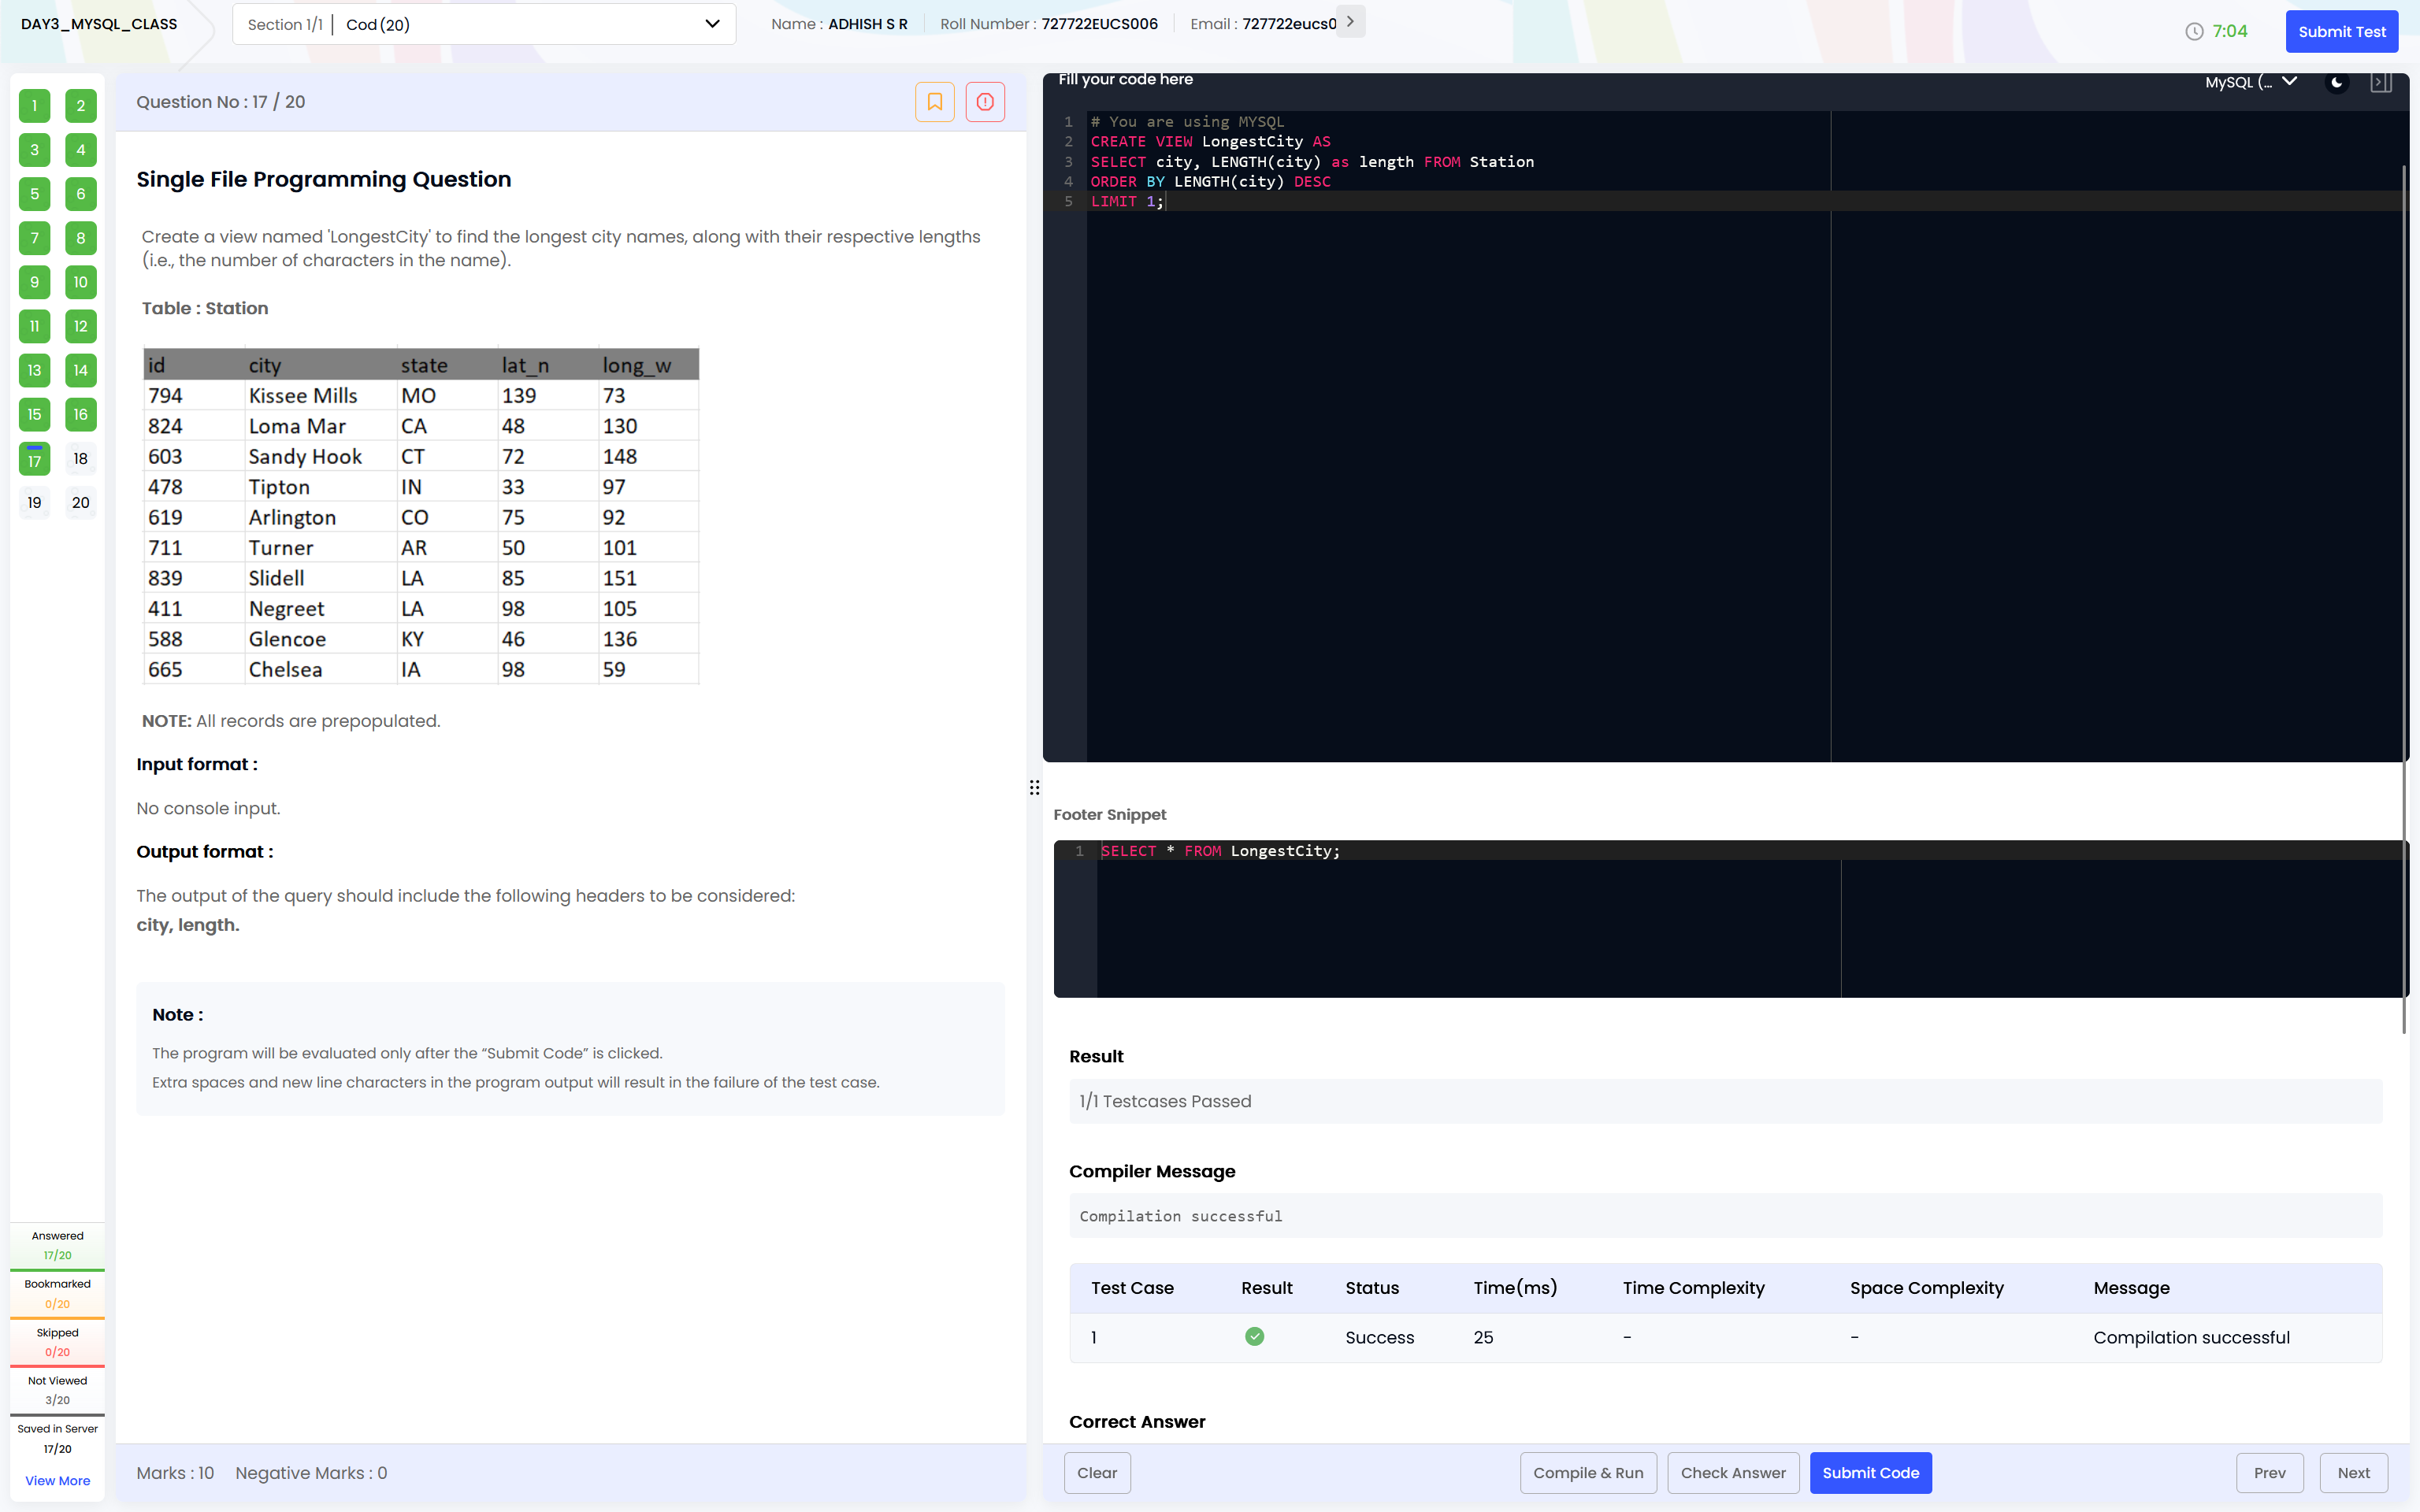 DAY3_MYSQL_CLASS
Section 1/1 | Cod (20)
Name : ADHISH S R
Roll Number : 727722EUCS006
Email : 727722eucs0
7:04
Submit Test
1 2
3 4
5 6
7 8
9 10
11 12
13 14
15 16
17 18
19 20
Answered
17/20
Bookmarked
0/20
Skipped
0/20
Not Viewed
3/20
Saved in Server
17/20
View More
Question No : 17 / 20
Single File Programming Question
Create a view named 'LongestCity' to find the longest city names, along with their respective lengths
(i.e., the number of characters in the name).
Table : Station
id city state lat_n long_w
794 Kissee Mills MO 139 73
824 Loma Mar CA 48 130
603 Sandy Hook CT 72 148
478 Tipton IN 33 97
619 Arlington CO 75 92
711 Turner AR 50 101
839 Slidell LA 85 151
411 Negreet LA 98 105
588 Glencoe KY 46 136
665 Chelsea IA 98 59
NOTE: All records are prepopulated.
Input format :
No console input.
Output format :
The output of the query should include the following headers to be considered:
city, length.
Note :
The program will be evaluated only after the “Submit Code” is clicked.
Extra spaces and new line characters in the program output will result in the failure of the test case.
Marks : 10 Negative Marks : 0
Fill your code here
MySQL (...
1 # You are using MYSQL
2 CREATE VIEW LongestCity AS
3 SELECT city, LENGTH(city) as length FROM Station
4 ORDER BY LENGTH(city) DESC
5 LIMIT 1;
Footer Snippet
1 SELECT * FROM LongestCity;
Result
1/1 Testcases Passed
Compiler Message
Compilation successful
Test Case Result Status Time(ms) Time Complexity Space Complexity Message
1 Success 25 - - Compilation successful
Correct Answer
Clear
Compile & Run
Check Answer
Submit Code
Prev
Next